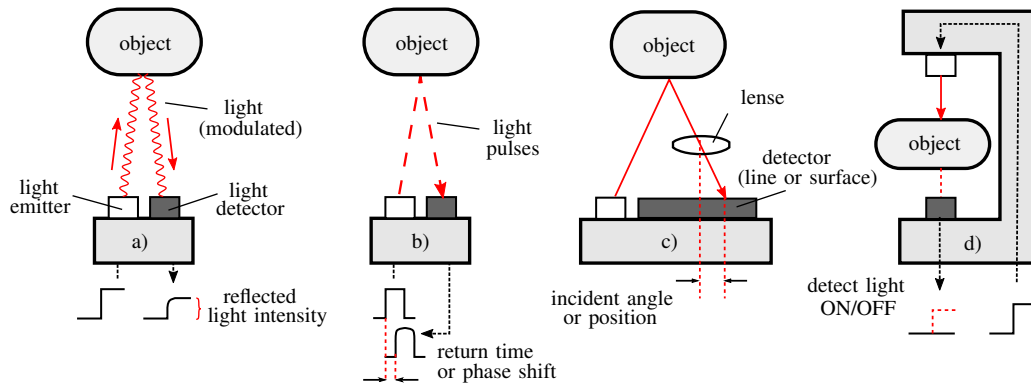 object
light
(modulated)
light
emitter
light
detector
a)
reflected
light intensity
object
light
pulses
b)
return time
or phase shift
object
lense
detector
(line or surface)
c)
incident angle
or position
object
d)
detect light
ON/OFF